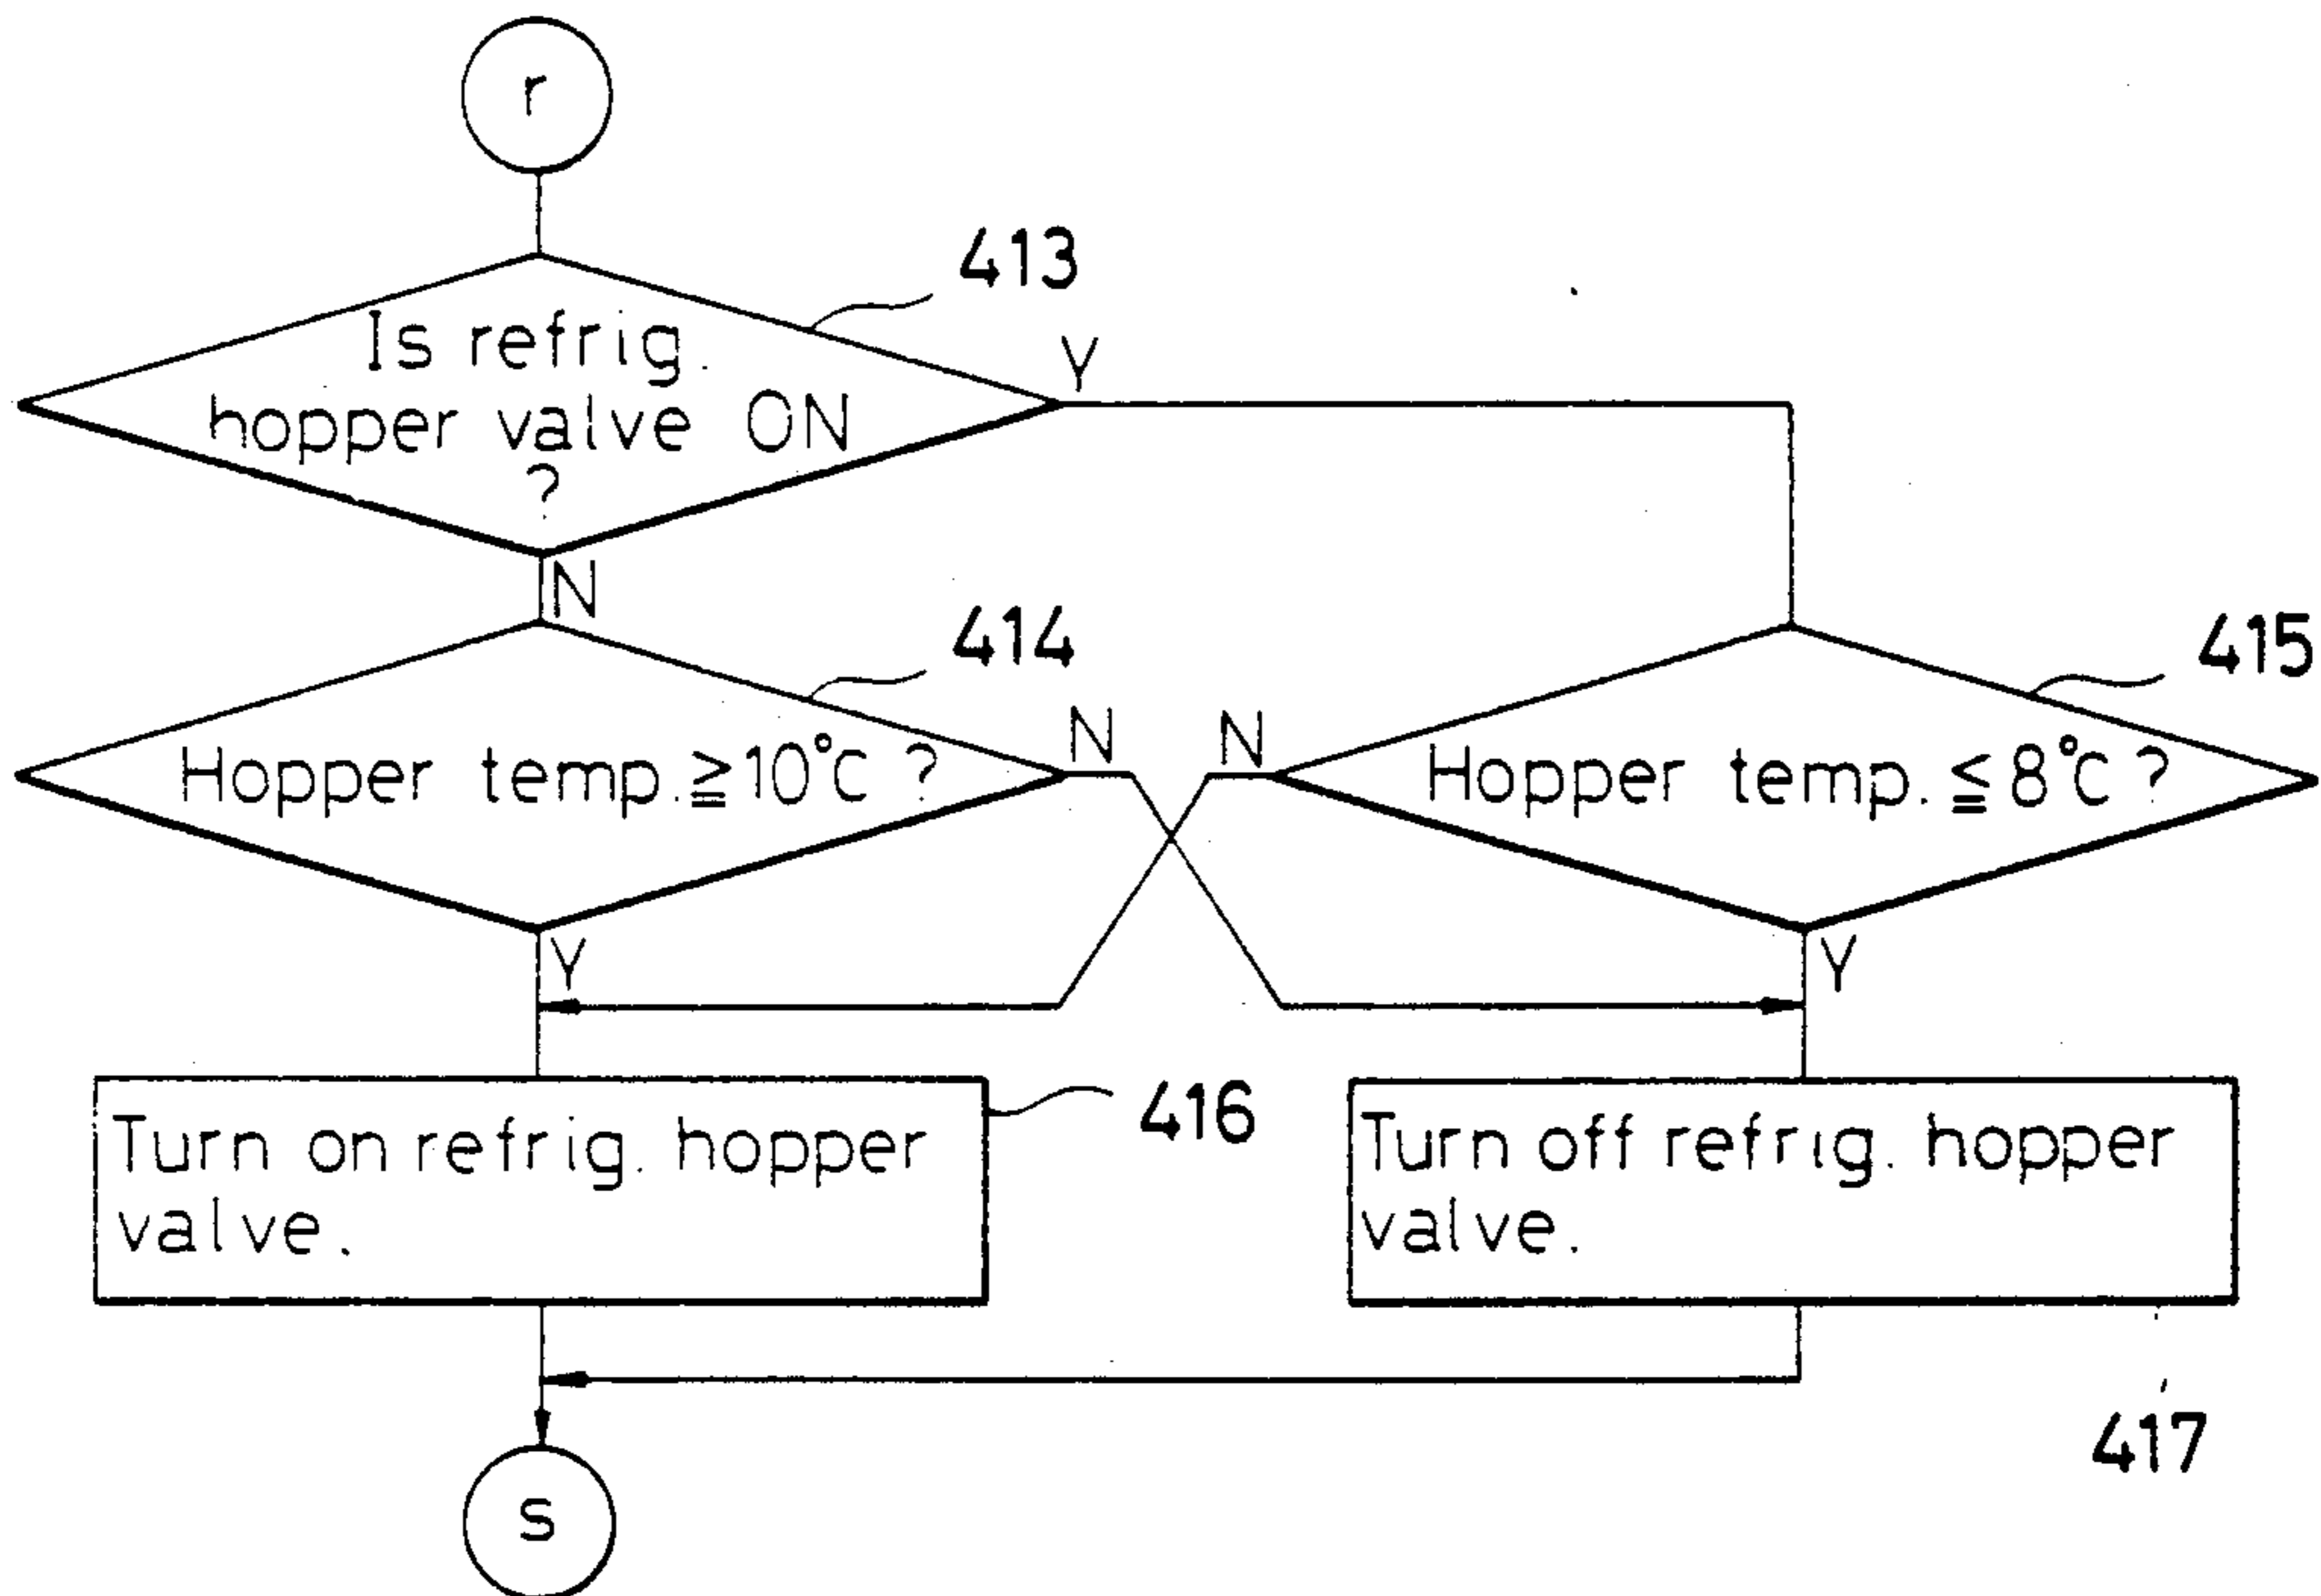 r
413
Is refrig.
hopper valve ON
?
Y
N
414
Hopper temp. ≧ 10°C ?
N
Y
415
N
Hopper temp. ≦ 8°C ?
Y
Turn on refrig. hopper
valve.
416
Turn off refrig. hopper
valve.
417
s